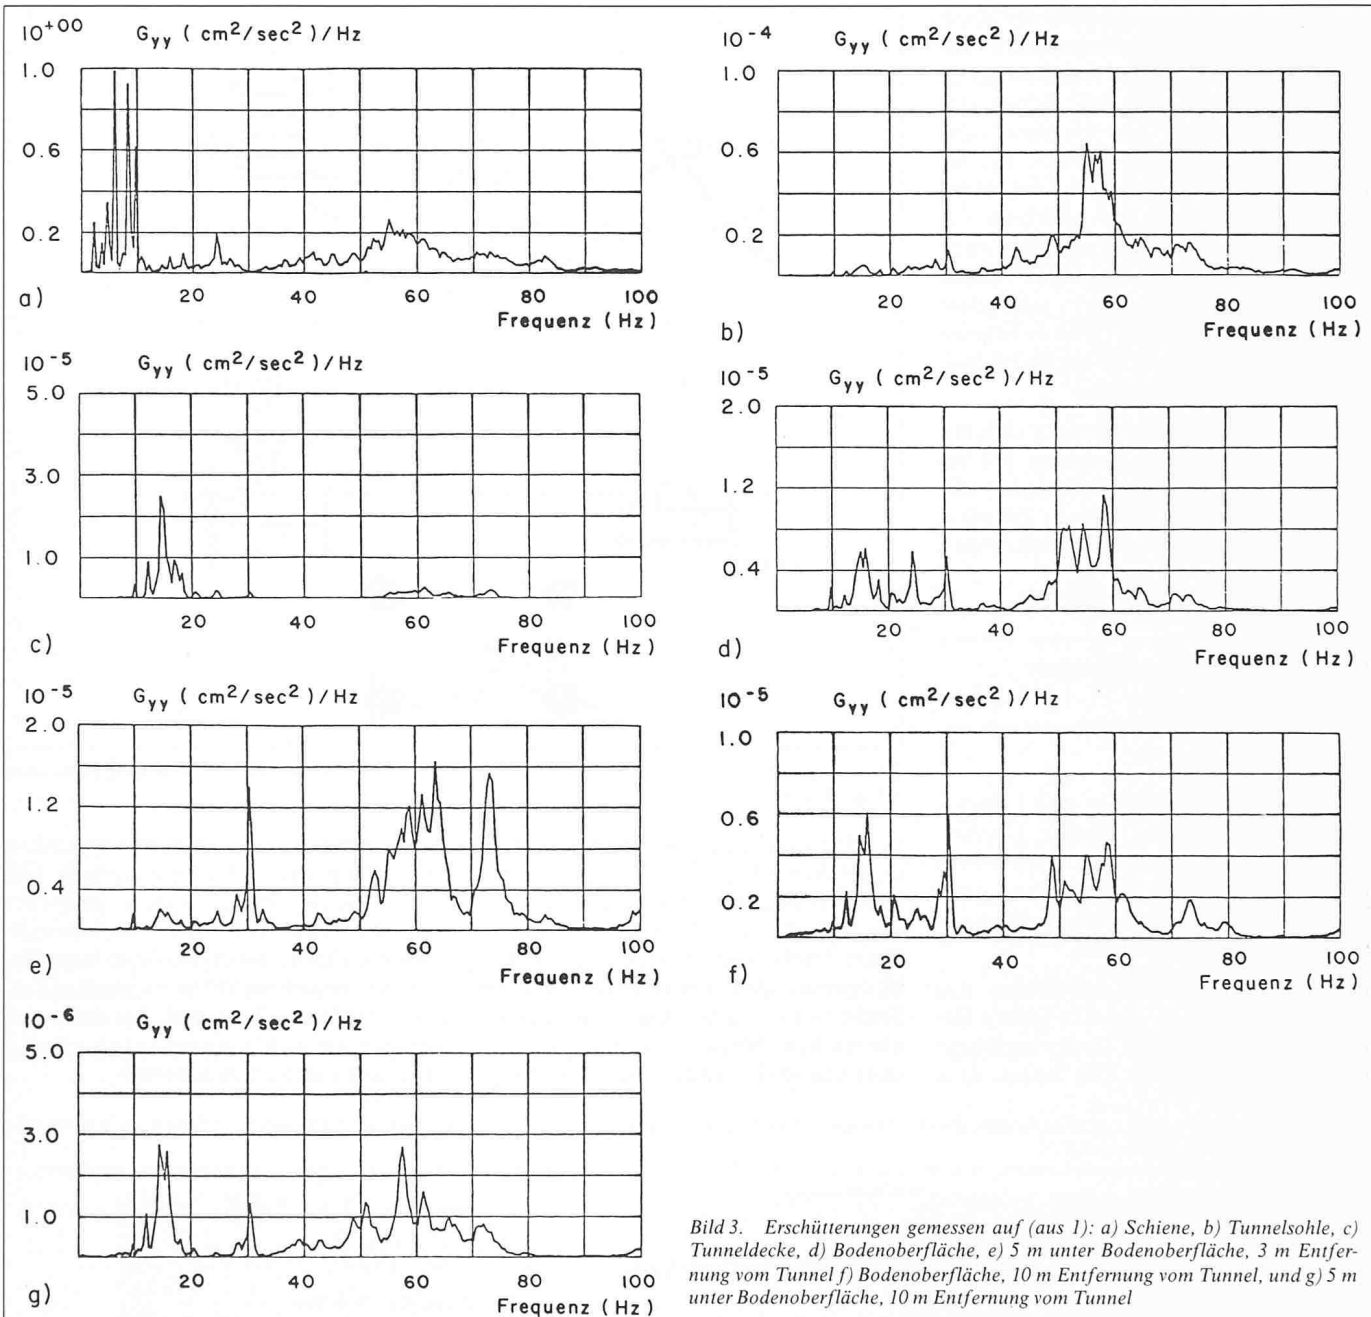 10⁺⁰⁰ Gyy ( cm²/sec² ) / Hz
1.0
0.6
0.2
20 40 60 80 100
a)
Frequenz ( Hz )
10⁻⁴ Gyy ( cm²/sec² ) / Hz
1.0
0.6
0.2
20 40 60 80 100
b)
Frequenz ( Hz )
10⁻⁵ Gyy ( cm²/sec² ) / Hz
5.0
3.0
1.0
20 40 60 80 100
c)
Frequenz ( Hz )
10⁻⁵ Gyy ( cm²/sec² ) / Hz
2.0
1.2
0.4
20 40 60 80 100
d)
Frequenz ( Hz )
10⁻⁵ Gyy ( cm²/sec² ) / Hz
2.0
1.2
0.4
20 40 60 80 100
e)
Frequenz ( Hz )
10⁻⁵ Gyy ( cm²/sec² ) / Hz
1.0
0.6
0.2
20 40 60 80 100
f)
Frequenz ( Hz )
10⁻⁶ Gyy ( cm²/sec² ) / Hz
5.0
3.0
1.0
20 40 60 80 100
g)
Frequenz ( Hz )
Bild 3. Erschütterungen gemessen auf (aus 1): a) Schiene, b) Tunnelsohle, c)
Tunneldecke, d) Bodenoberfläche, e) 5 m unter Bodenoberfläche, 3 m Entfer-
nung vom Tunnel f) Bodenoberfläche, 10 m Entfernung vom Tunnel, und g) 5 m
unter Bodenoberfläche, 10 m Entfernung vom Tunnel